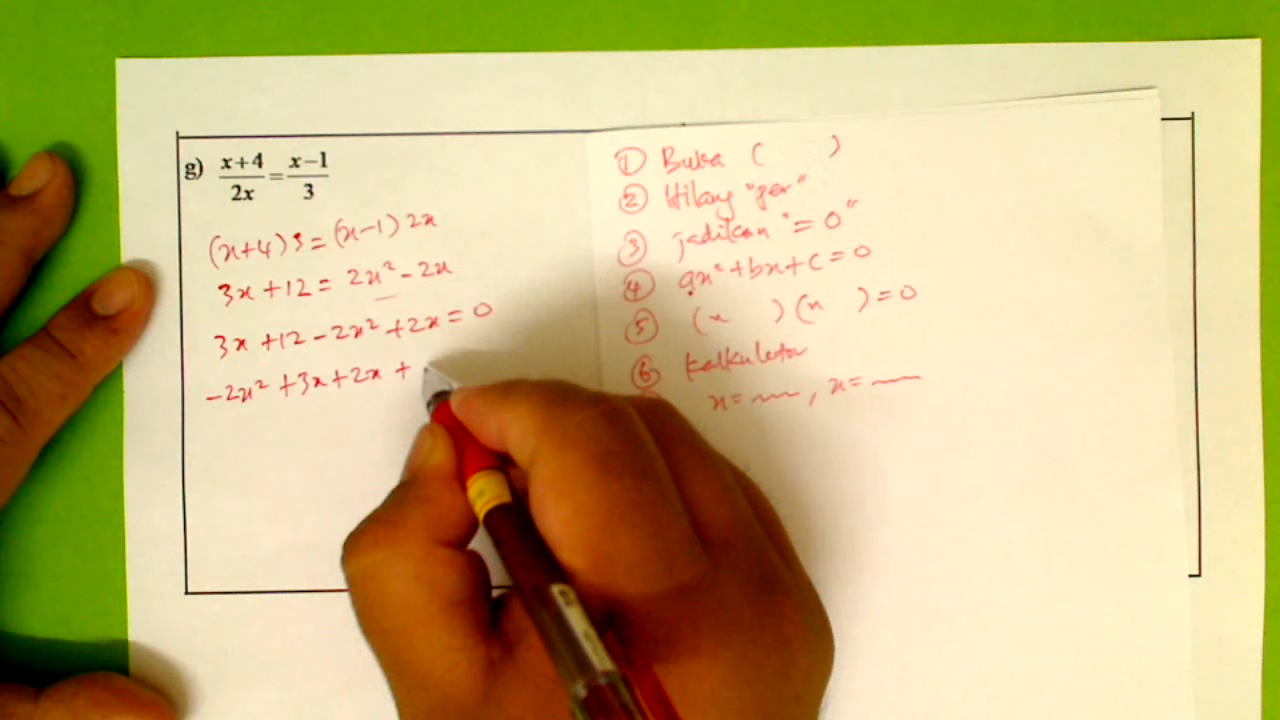 g) x+4/2x = x−1/3
(x+4)3 = (x−1)2x
3x+12 = 2x² − 2x
3x+12 − 2x² + 2x = 0
−2x² + 3x + 2x +
① Buka ( )
② Hilang "per"
③ jadikan "= 0"
④ ax² + bx + c = 0
⑤ (x )(x ) = 0
⑥ kalkulator
x = , x =